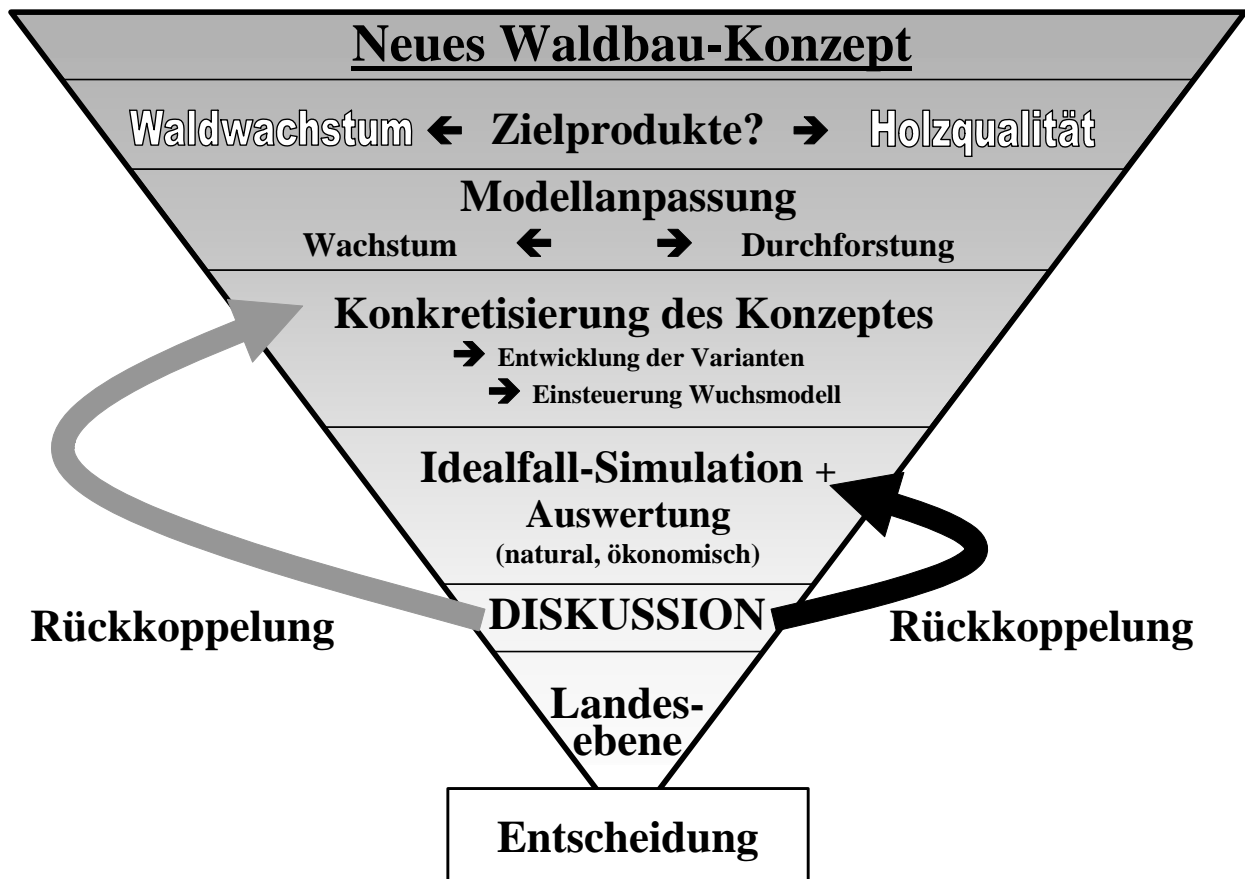 Neues Waldbau-Konzept
Waldwachstum ← Zielprodukte? → Holzqualität
Modellanpassung
Wachstum ← → Durchforstung
Konkretisierung des Konzeptes
→ Entwicklung der Varianten
→ Einsteuerung Wuchsmodell
Idealfall-Simulation +
Auswertung
(natural, ökonomisch)
DISKUSSION
Rückkoppelung
Rückkoppelung
Landes-
ebene
Entscheidung